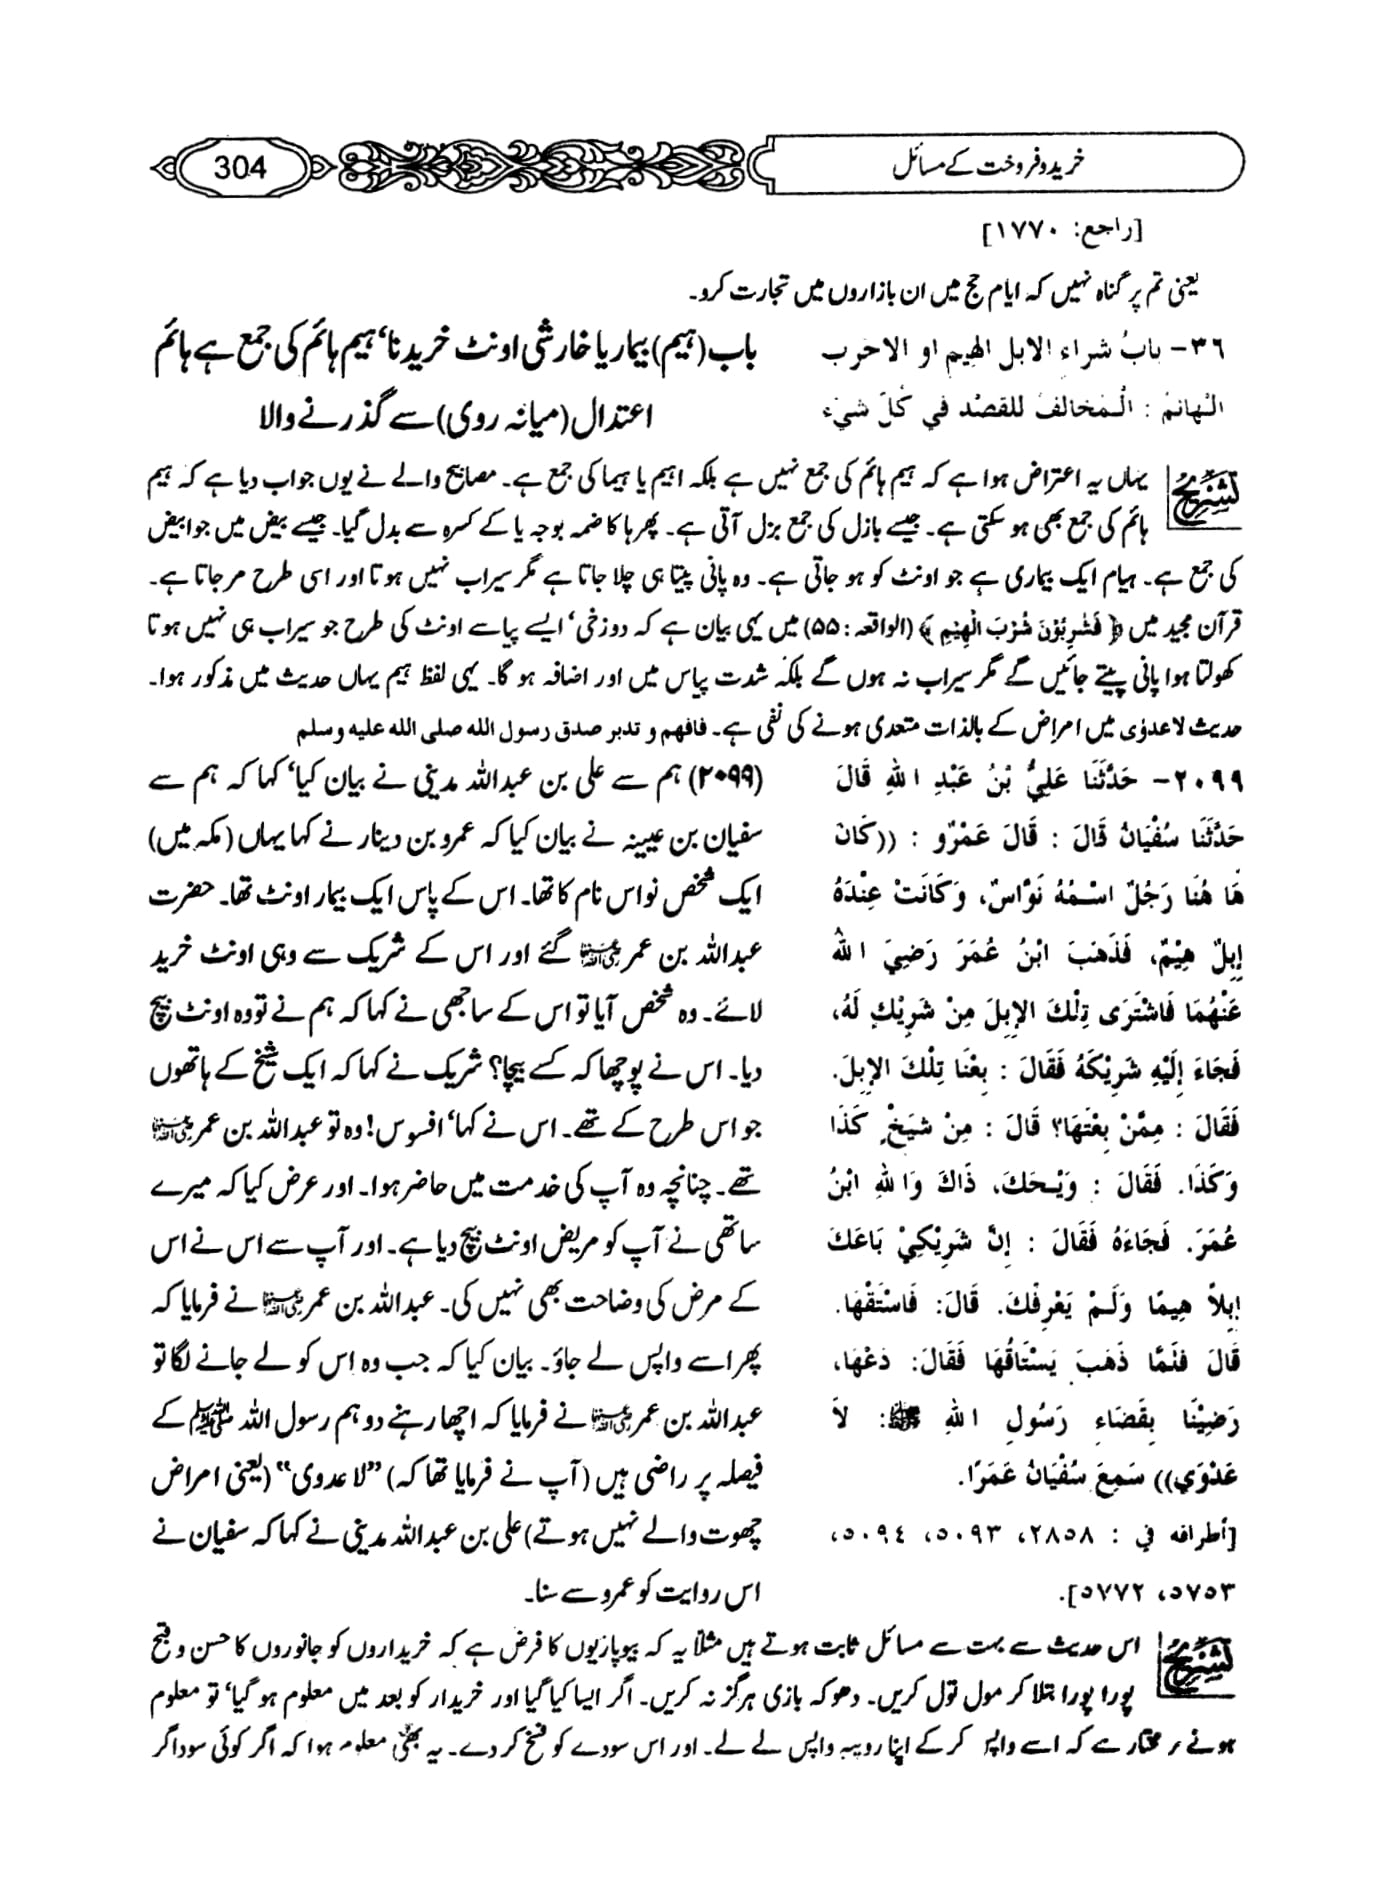 خرید و فروخت کے مسائل
304
[راجع: ۱۷۷۰]
یعنی تم پر گناہ نہیں کہ ایام حج میں ان بازاروں میں تجارت کرو۔
۳۶- بابُ شراء الابل الهيم او الاجرب
الهائم : الْمخالفُ للقصْد في كلّ شيْء
باب (ہیم) بیمار یا خارشی اونٹ خریدنا‘ ہیم ہائم کی جمع ہے ہائم
اعتدال (میانہ روی) سے گذرنے والا
تشریح یہاں یہ اعتراض ہوا ہے کہ ہیم ہائم کی جمع نہیں ہے بلکہ اہیم یا ہیما کی جمع ہے۔ مصابیح والے نے یوں جواب دیا ہے کہ ہیم
ہائم کی جمع بھی ہو سکتی ہے۔ جیسے بازل کی جمع بزل آتی ہے۔ پھر ہا کا ضمہ بوجہ یا کے کسرہ سے بدل گیا۔ جیسے بیض میں جو ابیض
کی جمع ہے۔ ہیام ایک بیماری ہے جو اونٹ کو ہو جاتی ہے۔ وہ پانی پیتا ہی چلا جاتا ہے مگر سیراب نہیں ہوتا اور اسی طرح مر جاتا ہے۔
قرآن مجید میں ﴿ فَشٰرِبُوْنَ شُرْبَ الْهِيْمِ ﴾ (الواقعہ : ۵۵) میں یہی بیان ہے کہ دوزخی‘ ایسے پیاسے اونٹ کی طرح جو سیراب ہی نہیں ہوتا
کھولتا ہوا پانی پیتے جائیں گے مگر سیراب نہ ہوں گے بلکہ شدت پیاس میں اور اضافہ ہو گا۔ یہی لفظ ہیم یہاں حدیث میں مذکور ہوا۔
حدیث لا عدوٰی میں امراض کے بالذات متعدی ہونے کی نفی ہے۔ فافہم و تدبر صدق رسول اللہ صلی اللہ علیہ وسلم
۲۰۹۹- حَدَّثَنَا عَلِيُّ بْنُ عَبْدِ اللهِ قَالَ
حَدَّثَنَا سُفْيَانُ قَالَ : قَالَ عَمْرٌو : ((كَانَ
هَا هُنَا رَجُلٌ اسْمُهُ نَوَّاسٌ، وَكَانَتْ عِنْدَهُ
إِبِلٌ هِيْمٌ، فَذَهَبَ ابْنُ عُمَرَ رَضِيَ اللهُ
عَنْهُمَا فَاشْتَرَى تِلْكَ الإِبِلَ مِنْ شَرِيْكٍ لَهُ،
فَجَاءَ إِلَيْهِ شَرِيْكَهُ فَقَالَ : بِعْنَا تِلْكَ الإِبِلَ.
فَقَالَ : مِمَّنْ بِعْتَهَا؟ قَالَ : مِنْ شَيْخٍ كَذَا
وَكَذَا. فَقَالَ : وَيْحَكَ، ذَاكَ وَاللهِ ابْنُ
عُمَرَ. فَجَاءَهُ فَقَالَ : إِنَّ شَرِيْكِيْ بَاعَكَ
إِبِلاً هِيمًا وَلَمْ يَعْرِفْكَ. قَالَ: فَاسْتَقْهَا.
قَالَ فَلَمَّا ذَهَبَ يَسْتَاقُهَا فَقَالَ: دَعْهَا،
رَضِيْنَا بِقَضَاءِ رَسُولِ اللهِ ﷺ: لاَ
عَدْوَى)) سَمِعَ سُفْيَانُ عَمَرًا.
[أطرافه في : ۲۸۵۸، ۵۰۹۳، ۵۰۹٤،
۵۷۵۳، ۵۷۷۲].
(۲۰۹۹) ہم سے علی بن عبداللہ مدینی نے بیان کیا‘ کہا کہ ہم سے
سفیان بن عیینہ نے بیان کیا کہ عمرو بن دینار نے کہا یہاں (مکہ میں)
ایک شخص نواس نام کا تھا۔ اس کے پاس ایک بیمار اونٹ تھا۔ حضرت
عبداللہ بن عمر رضی اللہ عنہما گئے اور اس کے شریک سے وہی اونٹ خرید
لائے۔ وہ شخص آیا تو اس کے ساجھی نے کہا کہ ہم نے تو وہ اونٹ بیچ
دیا۔ اس نے پوچھا کہ کسے بیچا؟ شریک نے کہا کہ ایک شیخ کے ہاتھوں
جو اس طرح کے تھے۔ اس نے کہا‘ افسوس! وہ تو عبداللہ بن عمر رضی اللہ عنہما
تھے۔ چنانچہ وہ آپ کی خدمت میں حاضر ہوا۔ اور عرض کیا کہ میرے
ساتھی نے آپ کو مریض اونٹ بیچ دیا ہے۔ اور آپ سے اس نے اس
کے مرض کی وضاحت بھی نہیں کی۔ عبداللہ بن عمر رضی اللہ عنہما نے فرمایا کہ
پھر اسے واپس لے جاؤ۔ بیان کیا کہ جب وہ اس کو لے جانے لگا تو
عبداللہ بن عمر رضی اللہ عنہما نے فرمایا کہ اچھا رہنے دو ہم رسول اللہ ﷺ کے
فیصلہ پر راضی ہیں (آپ نے فرمایا تھا کہ) ”لا عدوی“ (یعنی امراض
چھوت والے نہیں ہوتے) علی بن عبداللہ مدینی نے کہا کہ سفیان نے
اس روایت کو عمرو سے سنا۔
تشریح اس حدیث سے بہت سے مسائل ثابت ہوتے ہیں مثلاً یہ کہ بیوپاریوں کا فرض ہے کہ خریداروں کو جانوروں کا حسن و قبح
پورا پورا بتلا کر مول تول کریں۔ دھوکہ بازی ہرگز نہ کریں۔ اگر ایسا کیا گیا اور خریدار کو بعد میں معلوم ہو گیا‘ تو معلوم
ہونے پر مختار ہے کہ اسے واپس کر کے اپنا روپیہ واپس لے لے۔ اور اس سودے کو فسخ کر دے۔ یہ بھی معلوم ہوا کہ اگر کوئی سوداگر